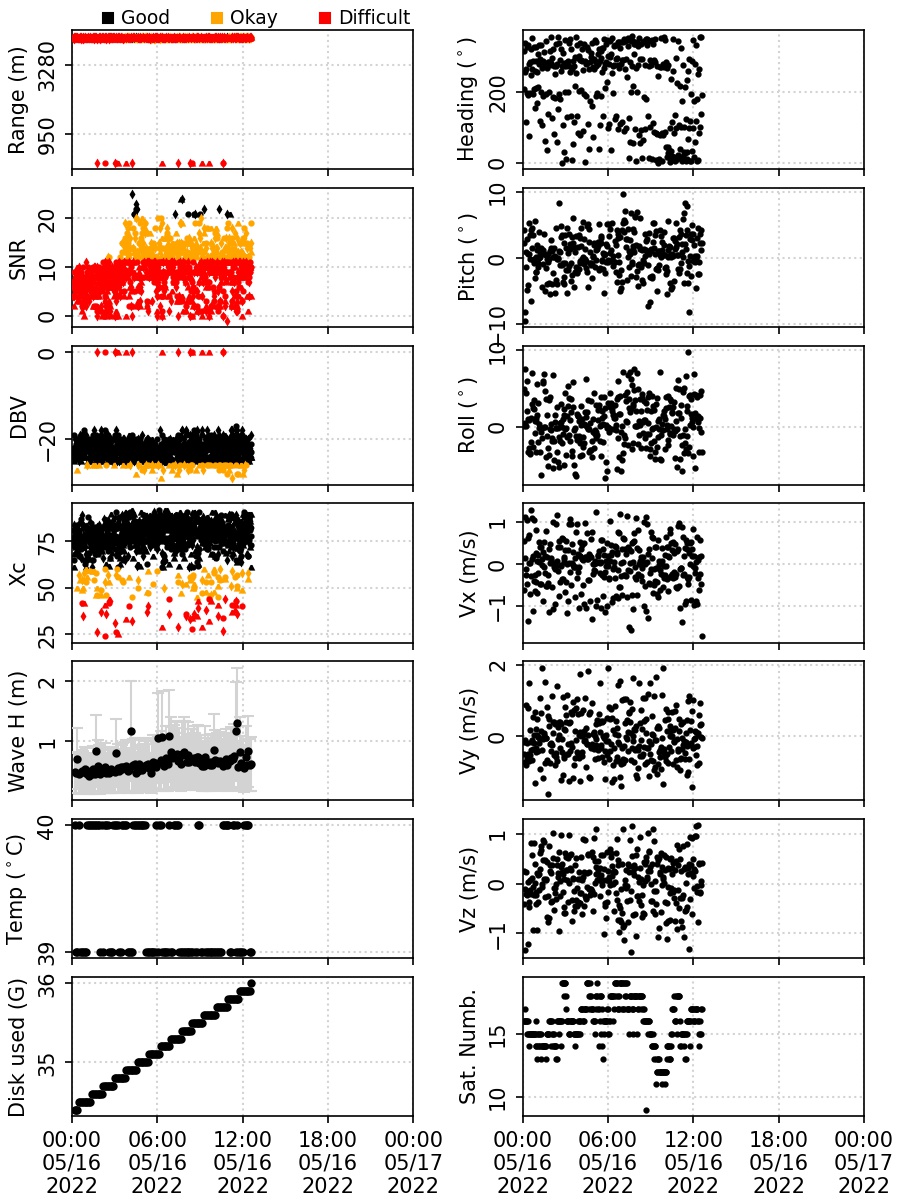 Good Okay Difficult
Range (m)
3280
950
Heading (°)
200
0
SNR
20
10
0
Pitch (°)
10
0
−10
DBV
0
−20
Roll (°)
10
0
Xc
75
50
25
Vx (m/s)
1
0
−1
Wave H (m)
2
1
Vy (m/s)
2
0
Temp (°C)
40
39
Vz (m/s)
1
0
−1
Disk used (G)
36
35
Sat. Numb.
15
10
00:00 06:00 12:00 18:00 00:00
05/16 05/16 05/16 05/16 05/17
2022 2022 2022 2022 2022
00:00 06:00 12:00 18:00 00:00
05/16 05/16 05/16 05/16 05/17
2022 2022 2022 2022 2022